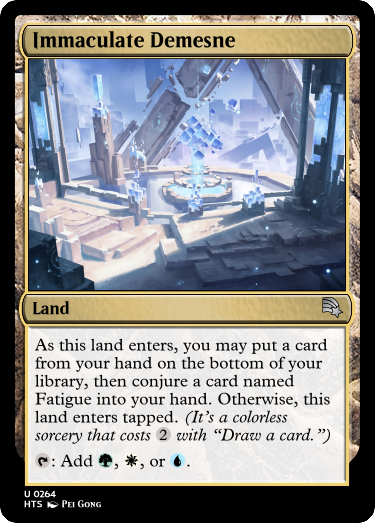 Immaculate Demesne
Land
As this land enters, you may put a card
from your hand on the bottom of your
library, then conjure a card named
Fatigue into your hand. Otherwise, this
land enters tapped. (It's a colorless
sorcery that costs 2 with “Draw a card.”)
: Add , , or .
U 0264
HTS Pei Gong